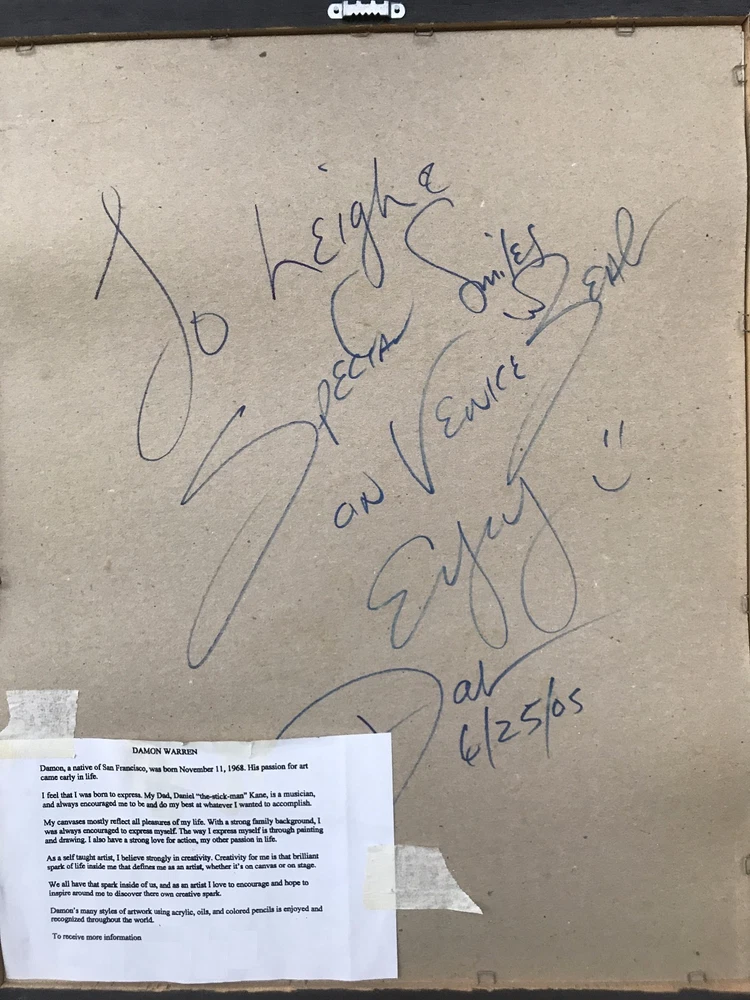 To Leigh &
Special Smiles
on Venice Beach
Enjoy
6/25/05
DAMON WARREN
Damon, a native of San Francisco, was born November 11, 1968. His passion for art
came early in life.
I feel that I was born to express. My Dad, Daniel "the-stick-man" Kane, is a musician,
and always encouraged me to be and do my best at whatever I wanted to accomplish.
My canvases mostly reflect all pleasures of my life. With a strong family background, I
was always encouraged to express myself. The way I express myself is through painting
and drawing. I also have a strong love for action, my other passion in life.
As a self taught artist, I believe strongly in creativity. Creativity for me is that brilliant
spark of life inside me that defines me as an artist, whether it's on canvas or on stage.
We all have that spark inside of us, and as an artist I love to encourage and hope to
inspire around me to discover there own creative spark.
Damon's many styles of artwork using acrylic, oils, and colored pencils is enjoyed and
recognized throughout the world.
To receive more information